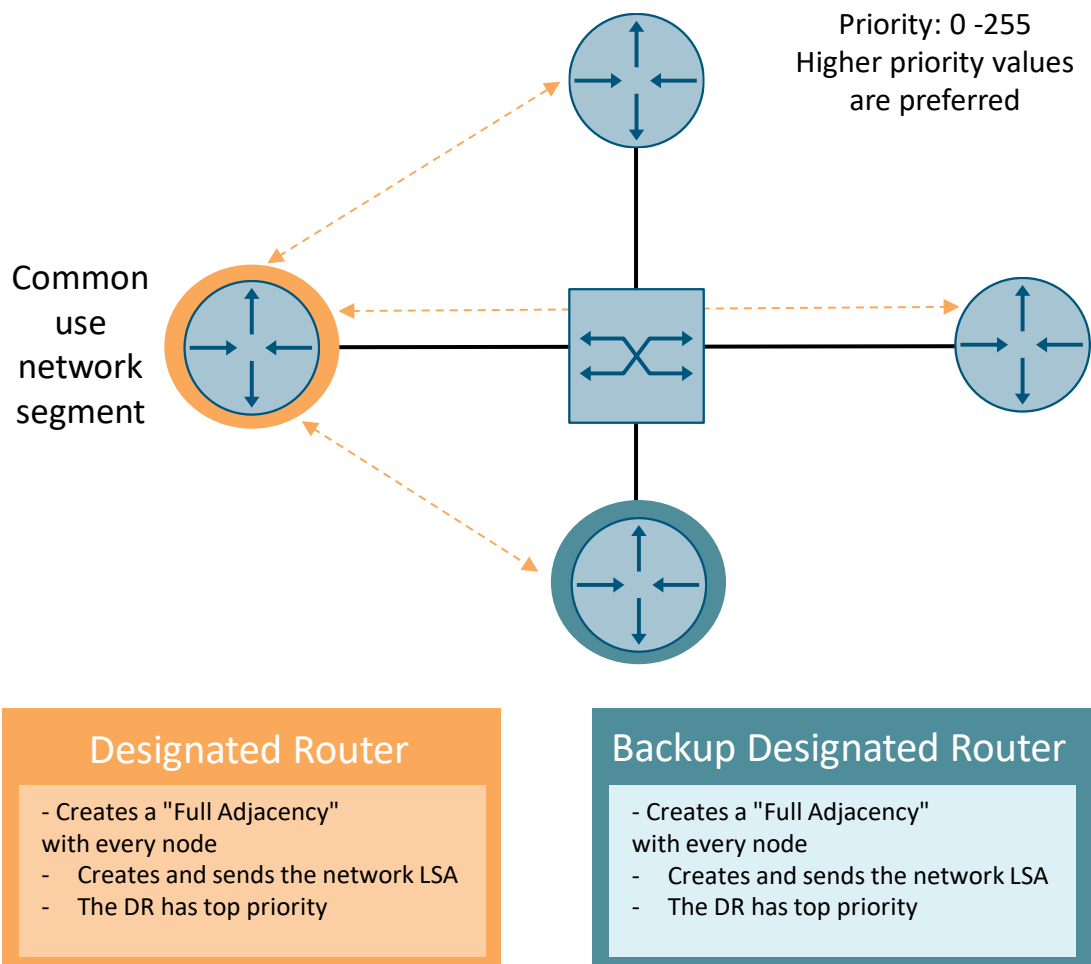 Priority: 0 -255
Higher priority values
are preferred
Common
use
network
segment
Designated Router
- Creates a "Full Adjacency"
with every node
- Creates and sends the network LSA
- The DR has top priority
Backup Designated Router
- Creates a "Full Adjacency"
with every node
- Creates and sends the network LSA
- The DR has top priority